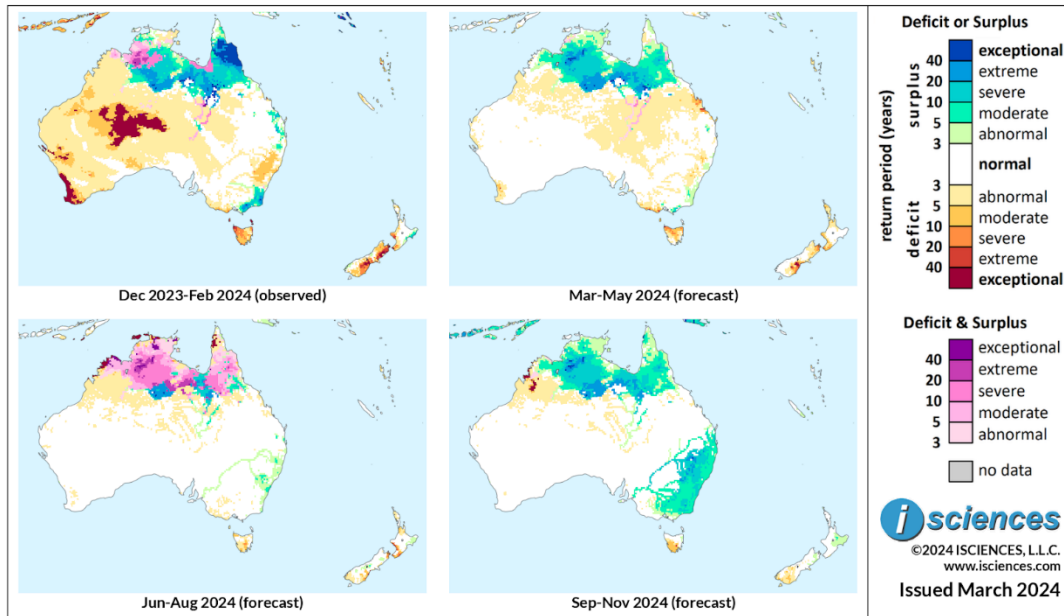 Dec 2023-Feb 2024 (observed)
Mar-May 2024 (forecast)
Jun-Aug 2024 (forecast)
Sep-Nov 2024 (forecast)
Deficit or Surplus
return period (years)
surplus
deficit
exceptional
40
extreme
20
severe
10
moderate
5
abnormal
3
normal
3
abnormal
5
moderate
10
severe
20
extreme
40
exceptional
Deficit & Surplus
exceptional
40
extreme
20
severe
10
moderate
5
abnormal
3
no data
i sciences
©2024 ISCIENCES, L.L.C.
www.isciences.com
Issued March 2024